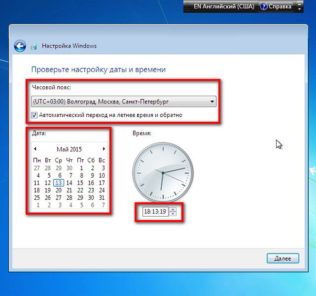 EN Английский (США) Справка
Настройка Windows
Проверьте настройку даты и времени
Часовой пояс:
(UTC+03:00) Волгоград, Москва, Санкт-Петербург
Автоматический переход на летнее время и обратно
Дата:
Время:
Май 2015
Пн Вт Ср Чт Пт Сб Вс
27 28 29 30 1 2 3
4 5 6 7 8 9 10
11 12 13 14 15 16 17
18 19 20 21 22 23 24
25 26 27 28 29 30 31
1 2 3 4 5 6 7
18:13:19
Далее